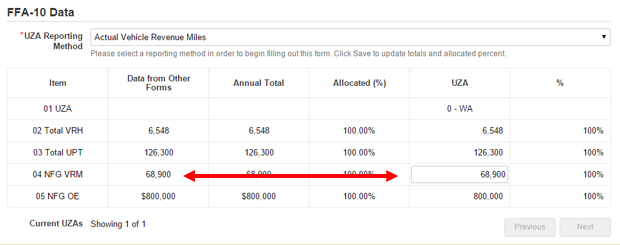 FFA-10 Data
*UZA Reporting Method Actual Vehicle Revenue Miles
Please select a reporting method in order to begin filling out this form. Click Save to update totals and allocated percent.
Item Data from Other Forms Annual Total Allocated (%) UZA %
01 UZA 0 - WA
02 Total VRH 6,548 6,548 100.00% 6,548 100%
03 Total UPT 126,300 126,300 100.00% 126,300 100%
04 NFG VRM 68,900 68,900 100.00% 68,900 100%
05 NFG OE $800,000 $800,000 100.00% 800,000 100%
Current UZAs Showing 1 of 1
Previous Next